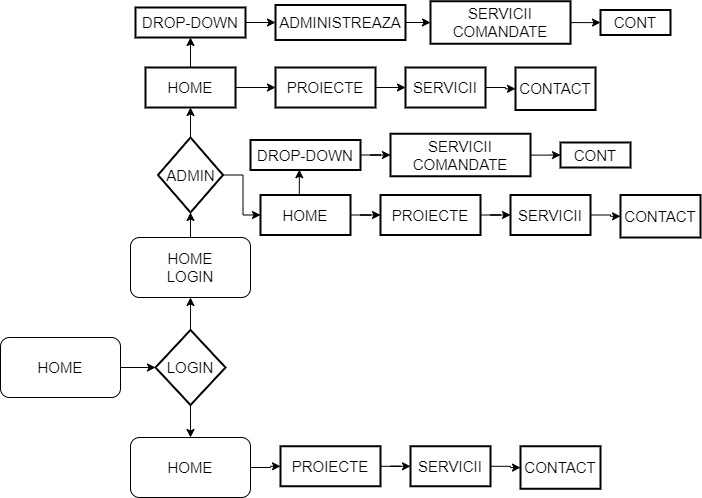 DROP-DOWN
ADMINISTREAZA
SERVICII
COMANDATE
CONT
HOME
PROIECTE
SERVICII
CONTACT
DROP-DOWN
SERVICII
COMANDATE
CONT
ADMIN
HOME
PROIECTE
SERVICII
CONTACT
HOME
LOGIN
HOME
LOGIN
HOME
PROIECTE
SERVICII
CONTACT